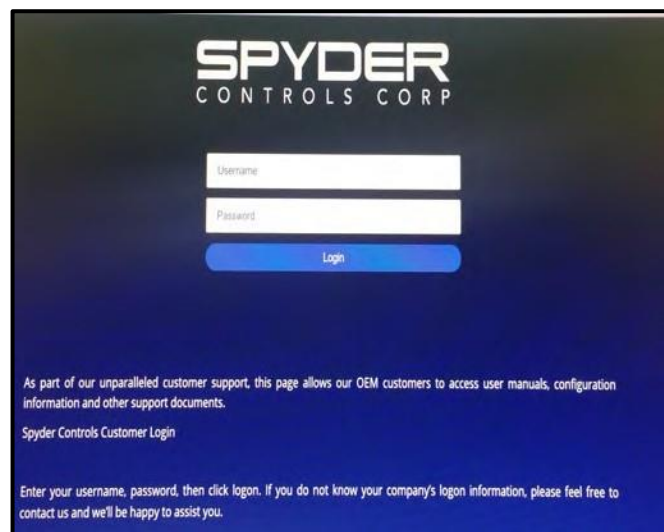 SPYDER
CONTROLS CORP
Username
Password
Login
As part of our unparalleled customer support, this page allows our OEM customers to access user manuals, configuration
information and other support documents.
Spyder Controls Customer Login
Enter your username, password, then click logon. If you do not know your company's logon information, please feel free to
contact us and we'll be happy to assist you.